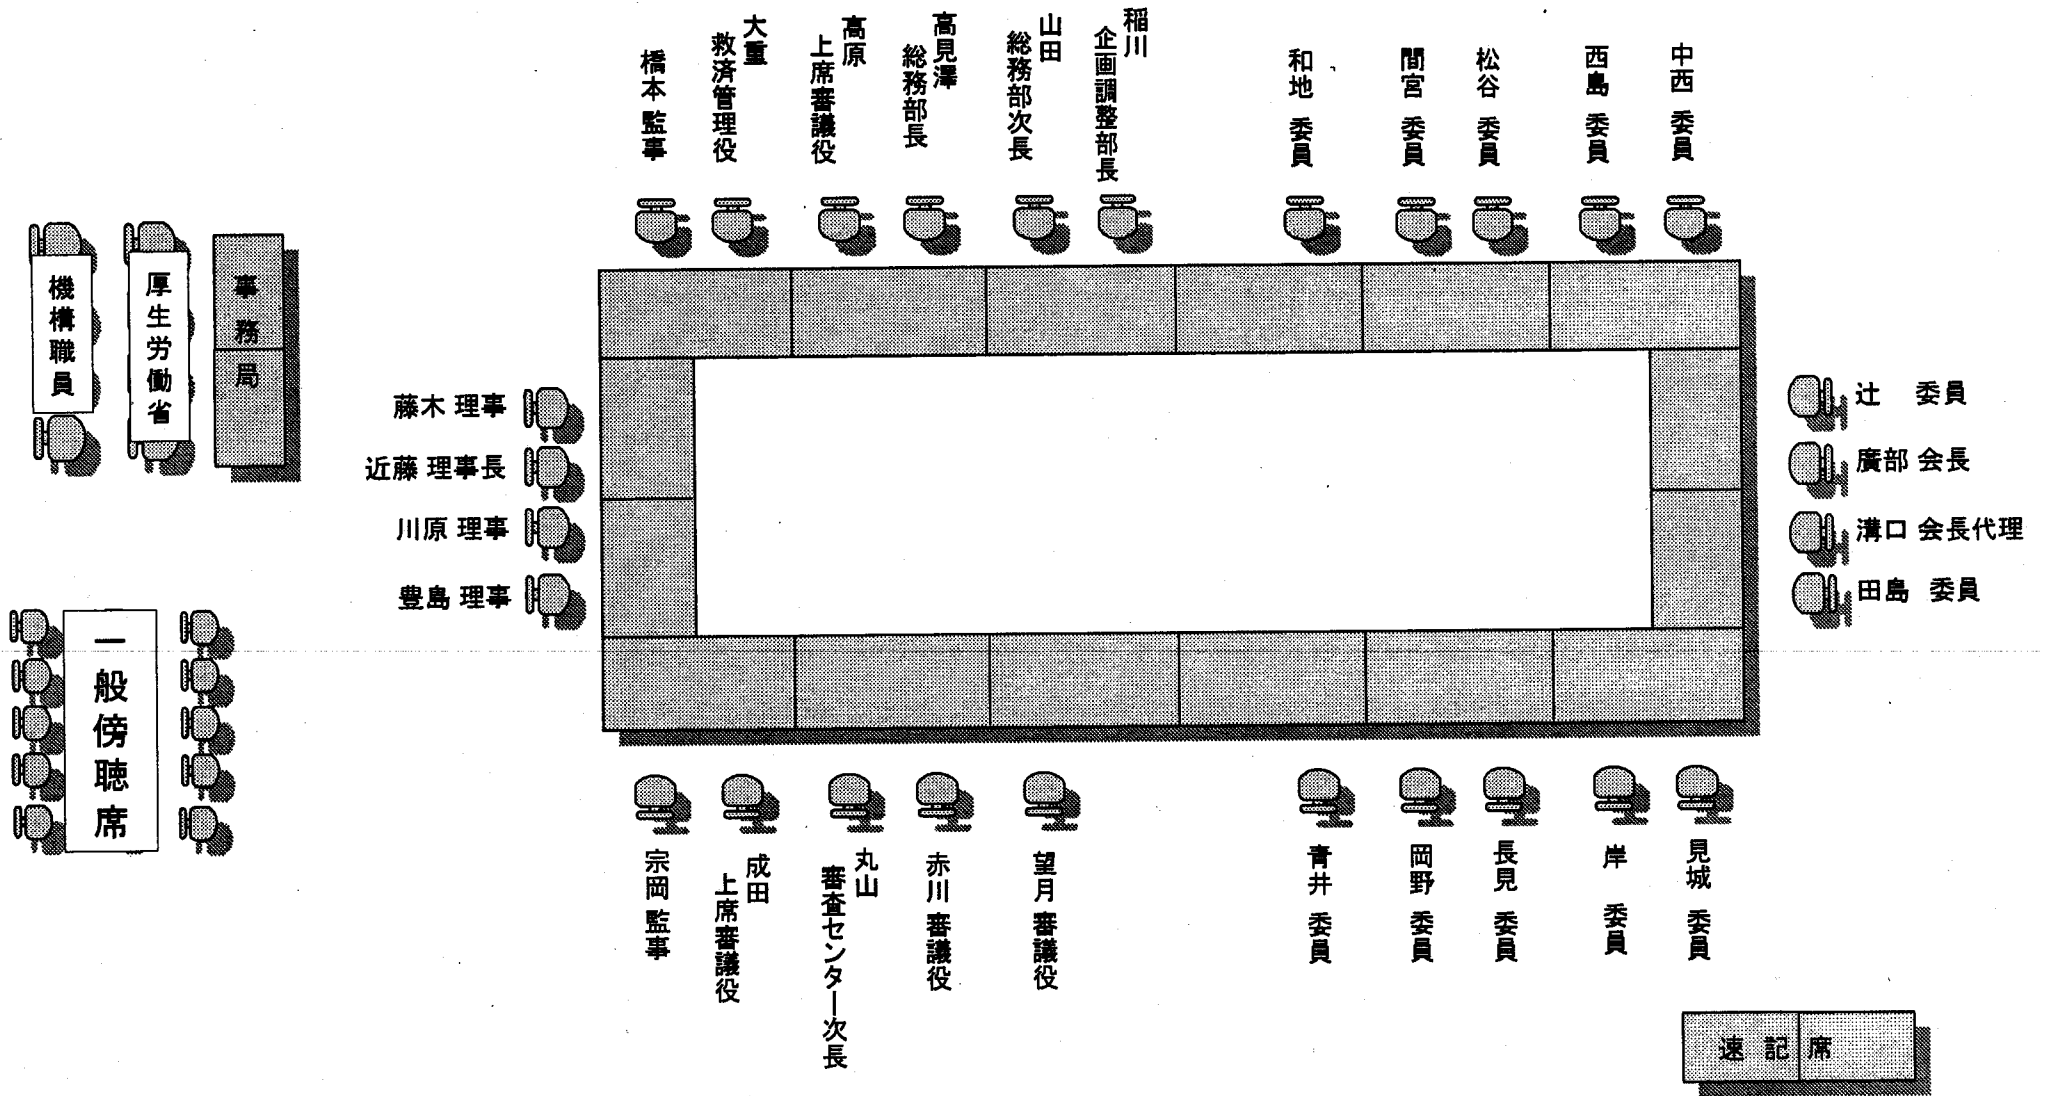 橋本 監事
大重
救済管理役
高原
上席審議役
高見澤
総務部長
山田
総務部次長
稲川
企画調整部長
和地 委員
間宮 委員
松谷 委員
西島 委員
中西 委員
機構職員
厚生労働省
事務局
藤木 理事
近藤 理事長
川原 理事
豊島 理事
辻 委員
廣部 会長
溝口 会長代理
田島 委員
一般傍聴席
宗岡 監事
成田
上席審議役
丸山
審査センター次長
赤川 審議役
望月 審議役
青井 委員
岡野 委員
長見 委員
岸 委員
見城 委員
速記席